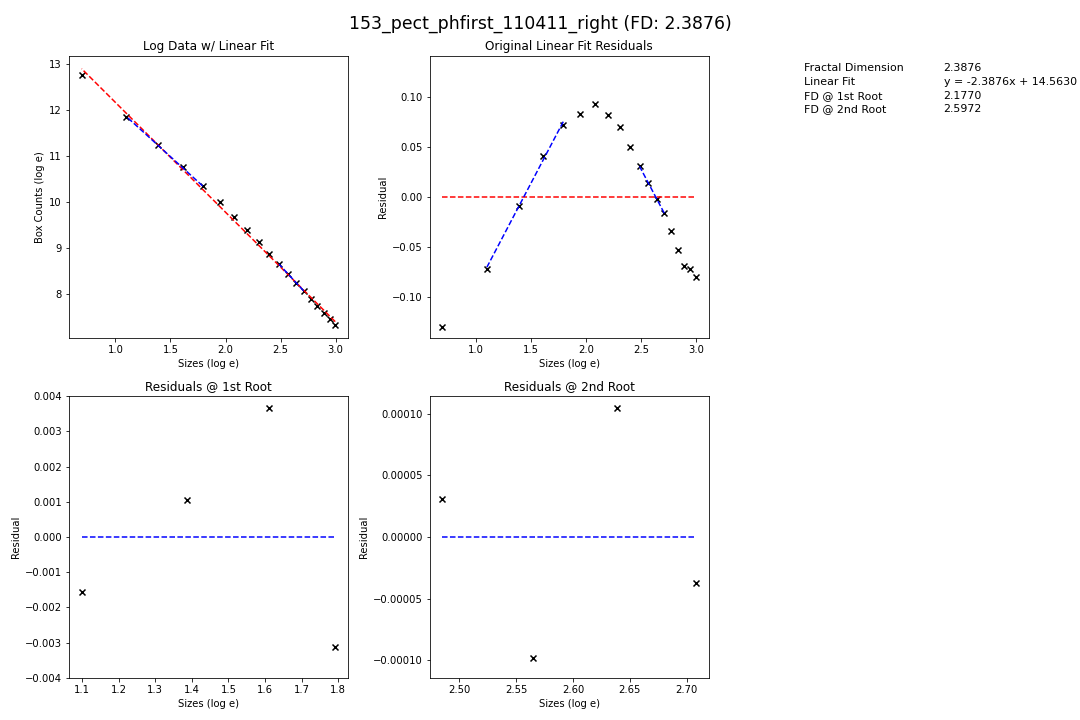 153_pect_phfirst_110411_right (FD: 2.3876)
Log Data w/ Linear Fit
13
12
11
10
9
8
Box Counts (log e)
1.0 1.5 2.0 2.5 3.0
Sizes (log e)
Original Linear Fit Residuals
0.10
0.05
0.00
−0.05
−0.10
Residual
1.0 1.5 2.0 2.5 3.0
Sizes (log e)
Fractal Dimension 2.3876
Linear Fit y = -2.3876x + 14.5630
FD @ 1st Root 2.1770
FD @ 2nd Root 2.5972
Residuals @ 1st Root
0.004
0.003
0.002
0.001
0.000
−0.001
−0.002
−0.003
−0.004
Residual
1.1 1.2 1.3 1.4 1.5 1.6 1.7 1.8
Sizes (log e)
Residuals @ 2nd Root
0.00010
0.00005
0.00000
−0.00005
−0.00010
Residual
2.50 2.55 2.60 2.65 2.70
Sizes (log e)